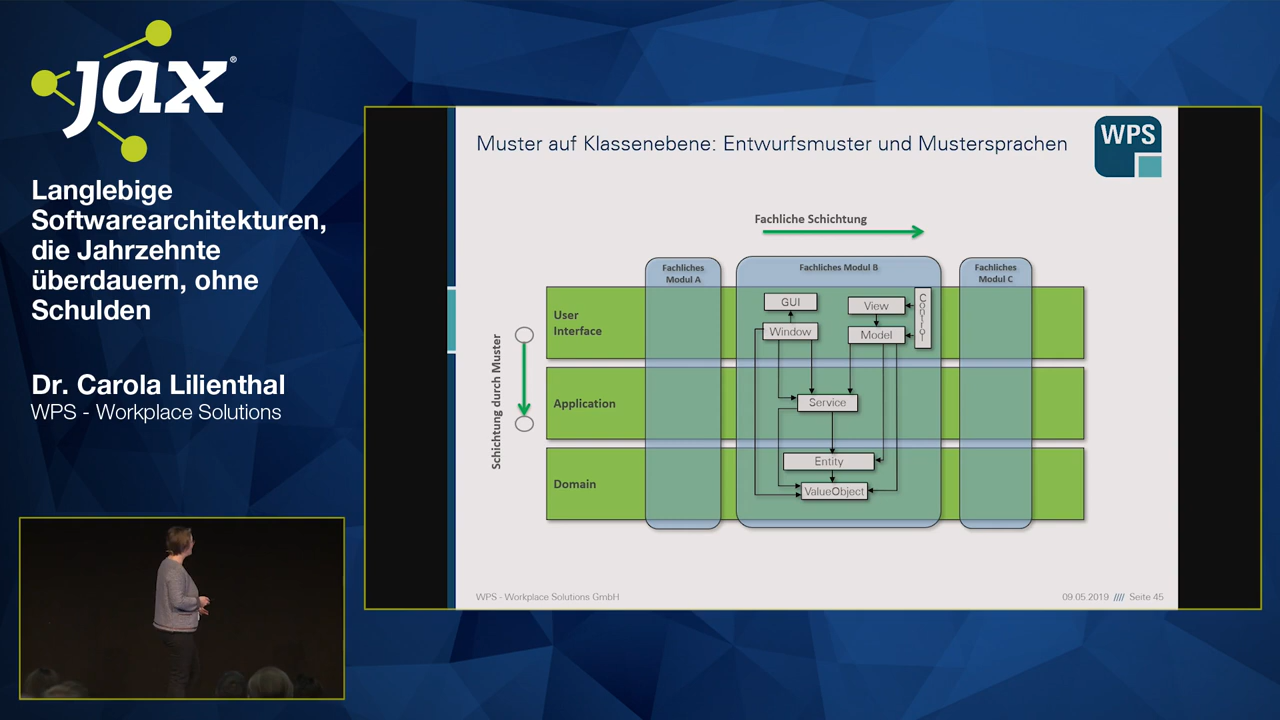 jax®
Langlebige
Softwarearchitekturen,
die Jahrzehnte
überdauern, ohne
Schulden
Dr. Carola Lilienthal
WPS - Workplace Solutions
Muster auf Klassenebene: Entwurfsmuster und Mustersprachen
WPS
Fachliche Schichtung
Fachliches
Modul A
Fachliches Modul B
Fachliches
Modul C
Schichtung durch Muster
User
Interface
GUI
View
Control
Window
Model
Application
Service
Domain
Entity
ValueObject
WPS - Workplace Solutions GmbH
09.05.2019 //// Seite 45